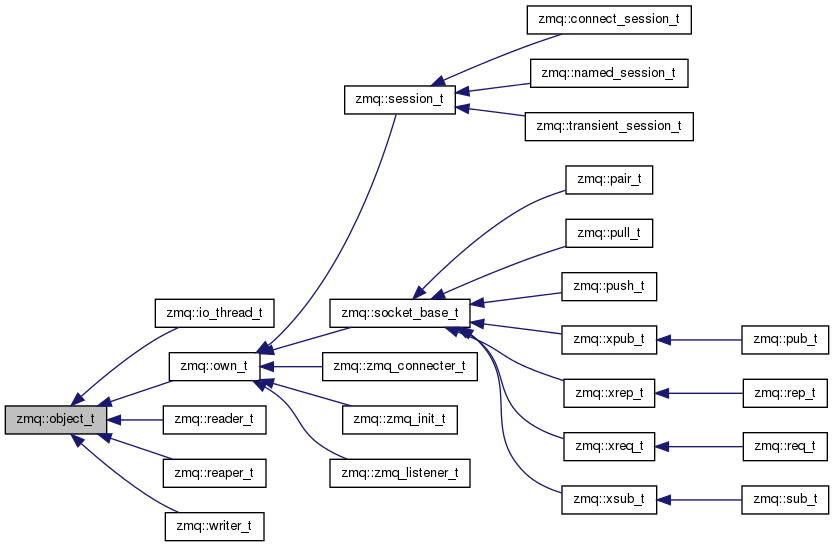 zmq::connect_session_t
zmq::named_session_t
zmq::session_t
zmq::transient_session_t
zmq::pair_t
zmq::pull_t
zmq::push_t
zmq::io_thread_t
zmq::socket_base_t
zmq::xpub_t
zmq::pub_t
zmq::own_t
zmq::zmq_connecter_t
zmq::xrep_t
zmq::rep_t
zmq::object_t
zmq::reader_t
zmq::zmq_init_t
zmq::xreq_t
zmq::req_t
zmq::reaper_t
zmq::zmq_listener_t
zmq::xsub_t
zmq::sub_t
zmq::writer_t